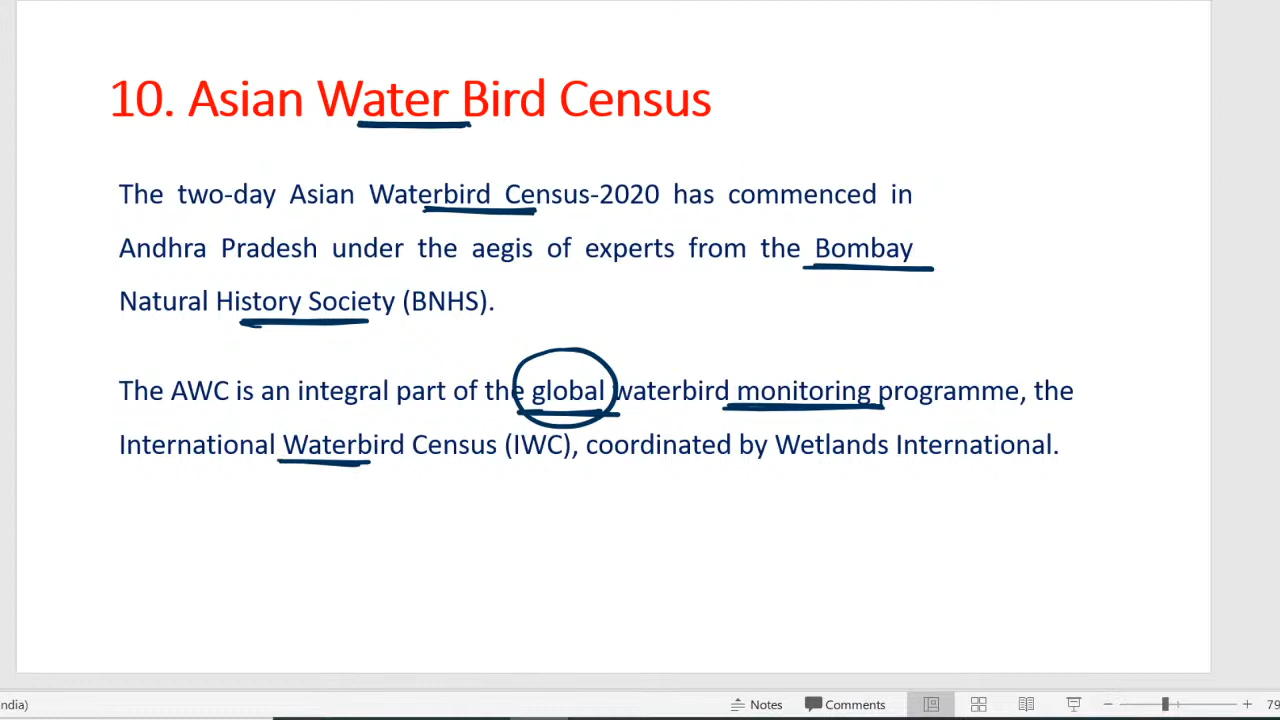 10. Asian Water Bird Census
The two-day Asian Waterbird Census-2020 has commenced in
Andhra Pradesh under the aegis of experts from the Bombay
Natural History Society (BNHS).
The AWC is an integral part of the global waterbird monitoring programme, the
International Waterbird Census (IWC), coordinated by Wetlands International.
ndia) Notes Comments 79